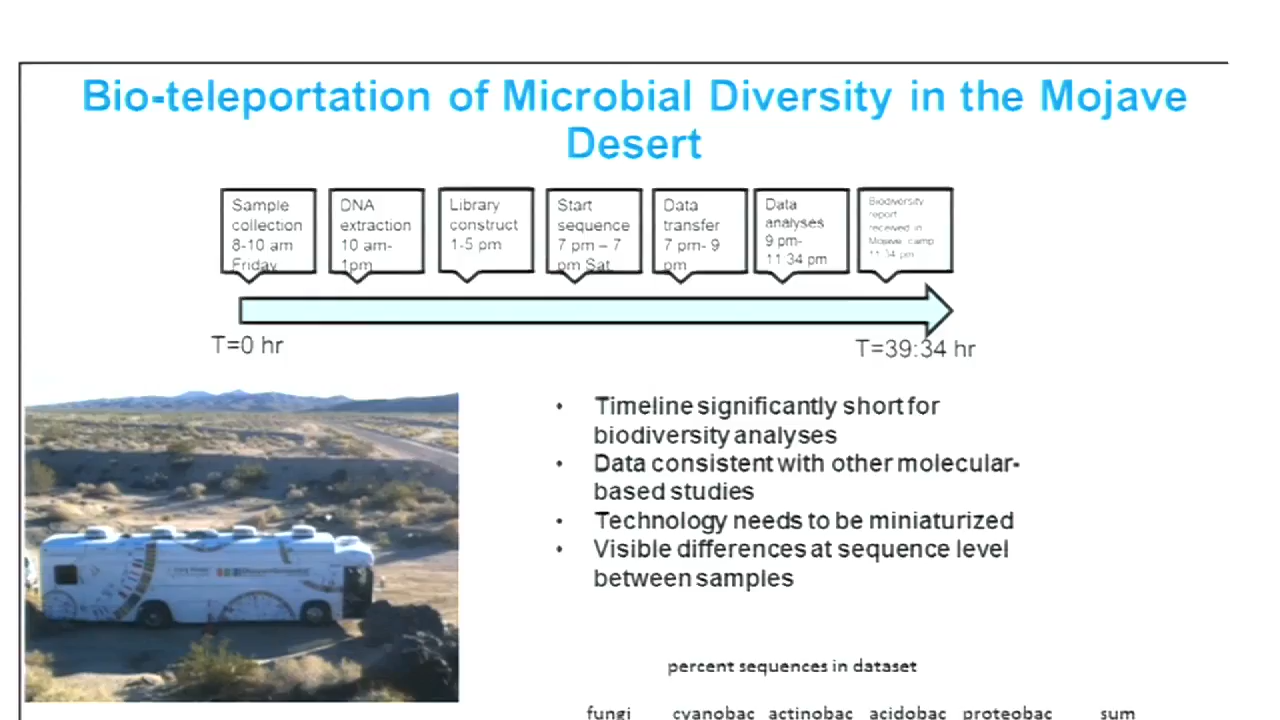 Bio-teleportation of Microbial Diversity in the Mojave
Desert
Sample
collection
8-10 am
Friday
DNA
extraction
10 am-
1pm
Library
construct
1-5 pm
Start
sequence
7 pm – 7
pm Sat
Data
transfer
7 pm- 9
pm
Data
analyses
9 pm-
11:34 pm
Biodiversity
report
received in
Mojave camp
11:34 pm
T=0 hr
T=39:34 hr
• Timeline significantly short for
biodiversity analyses
• Data consistent with other molecular-
based studies
• Technology needs to be miniaturized
• Visible differences at sequence level
between samples
percent sequences in dataset
fungi cyanobac actinobac acidobac proteobac sum